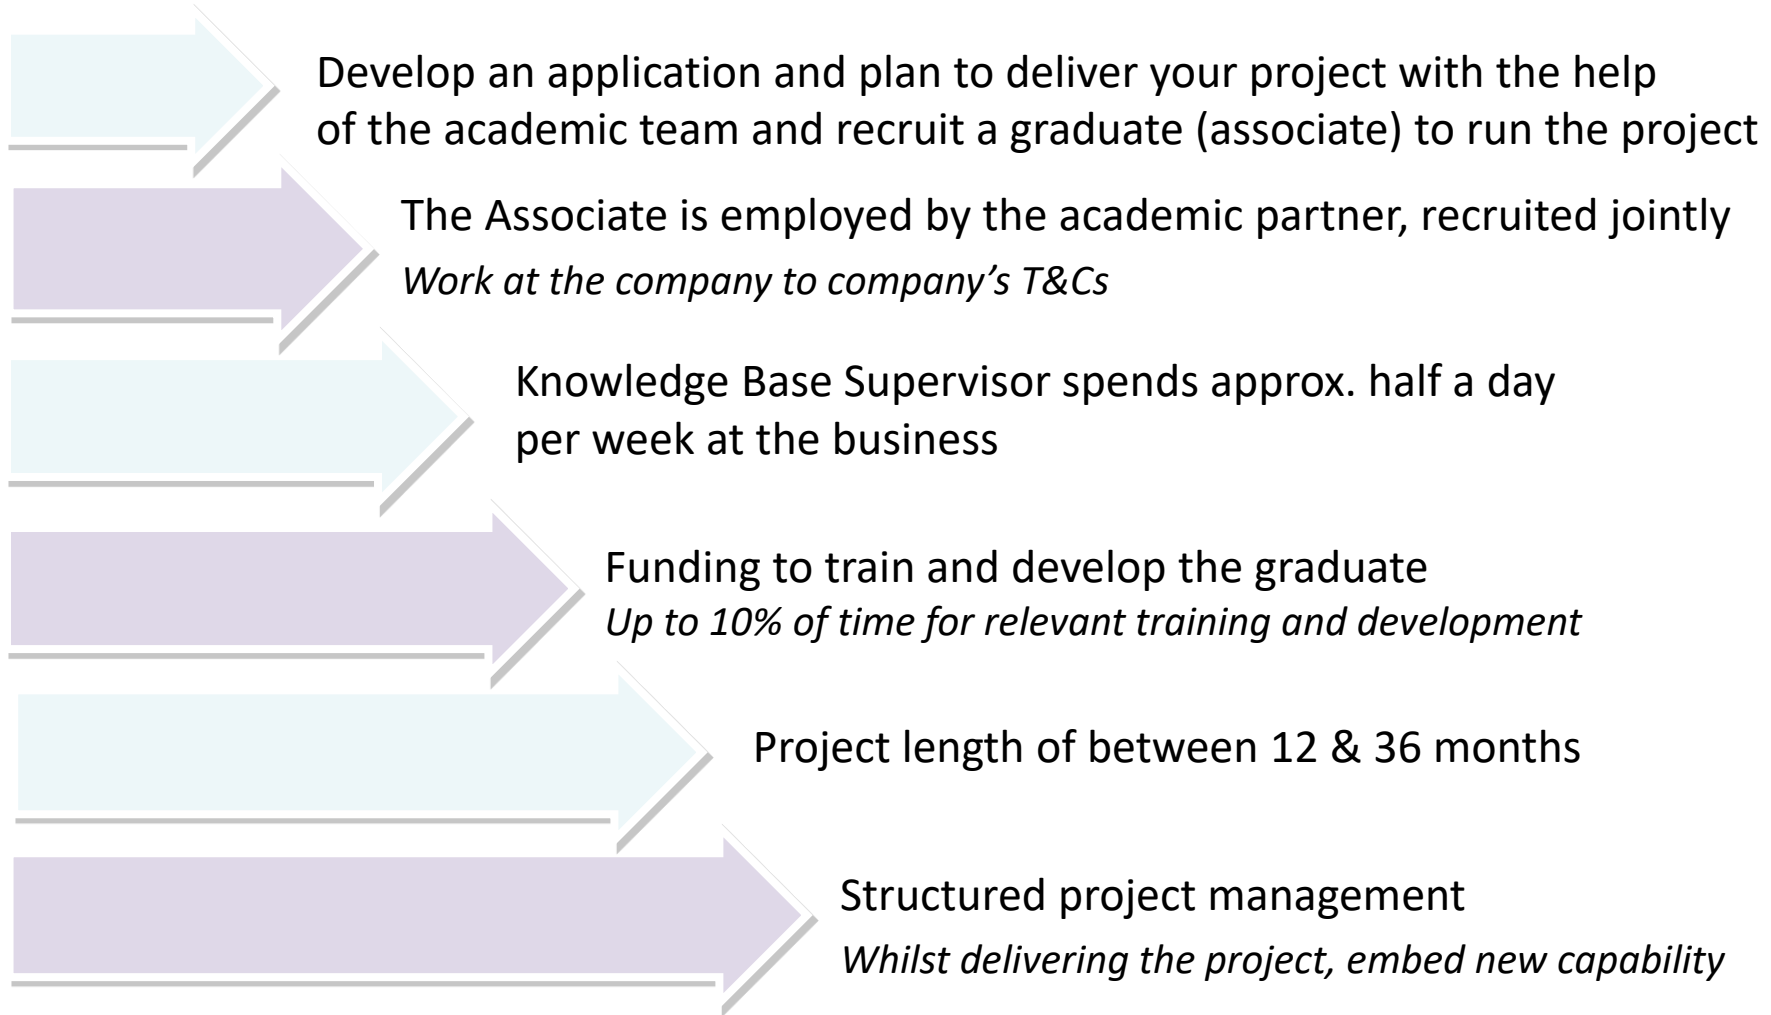 Develop an application and plan to deliver your project with the help
of the academic team and recruit a graduate (associate) to run the project
The Associate is employed by the academic partner, recruited jointly
Work at the company to company’s T&Cs
Knowledge Base Supervisor spends approx. half a day
per week at the business
Funding to train and develop the graduate
Up to 10% of time for relevant training and development
Project length of between 12 & 36 months
Structured project management
Whilst delivering the project, embed new capability